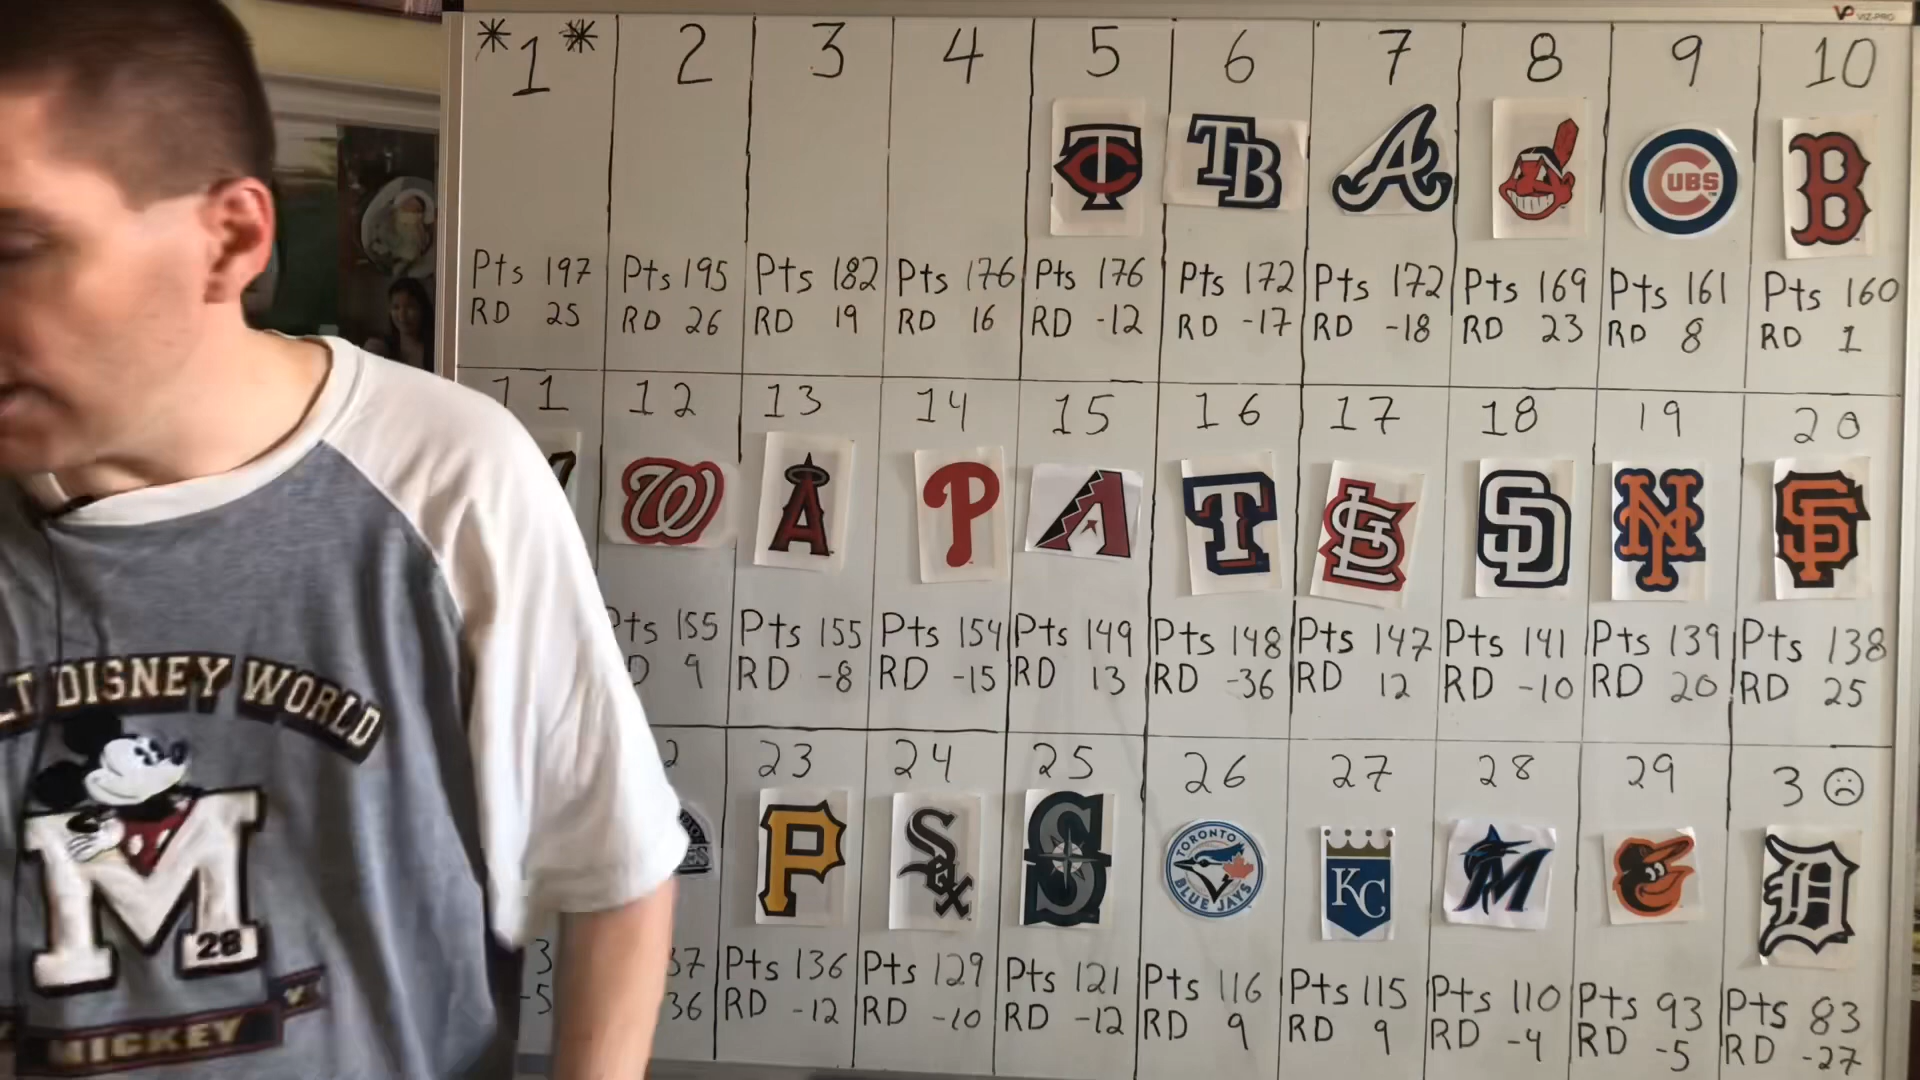 VP VIZ-PRO
*1* 2 3 4 5 6 7 8 9 10
TC TB A CUBS B
Pts 197 Pts 195 Pts 182 Pts 176 Pts 176 Pts 172 Pts 172 Pts 169 Pts 161 Pts 160
RD 25 RD 26 RD 19 RD 16 RD -12 RD -17 RD -18 RD 23 RD 8 RD 1
11 12 13 14 15 16 17 18 19 20
W A P A T STL SD NY SF
Pts 155 Pts 155 Pts 154 Pts 149 Pts 148 Pts 147 Pts 141 Pts 139 Pts 138
9 RD -8 RD -15 RD 13 RD -36 RD 12 RD -10 RD 20 RD 25
2 23 24 25 26 27 28 29 3
P Sox S TORONTO BLUE JAYS KC M D
3 37 Pts 136 Pts 129 Pts 121 Pts 116 Pts 115 Pts 110 Pts 93 Pts 83
-5 36 RD -12 RD -10 RD -12 RD 9 RD 9 RD -4 RD -5 RD -27
LT DISNEY WORLD
M
28
MICKEY